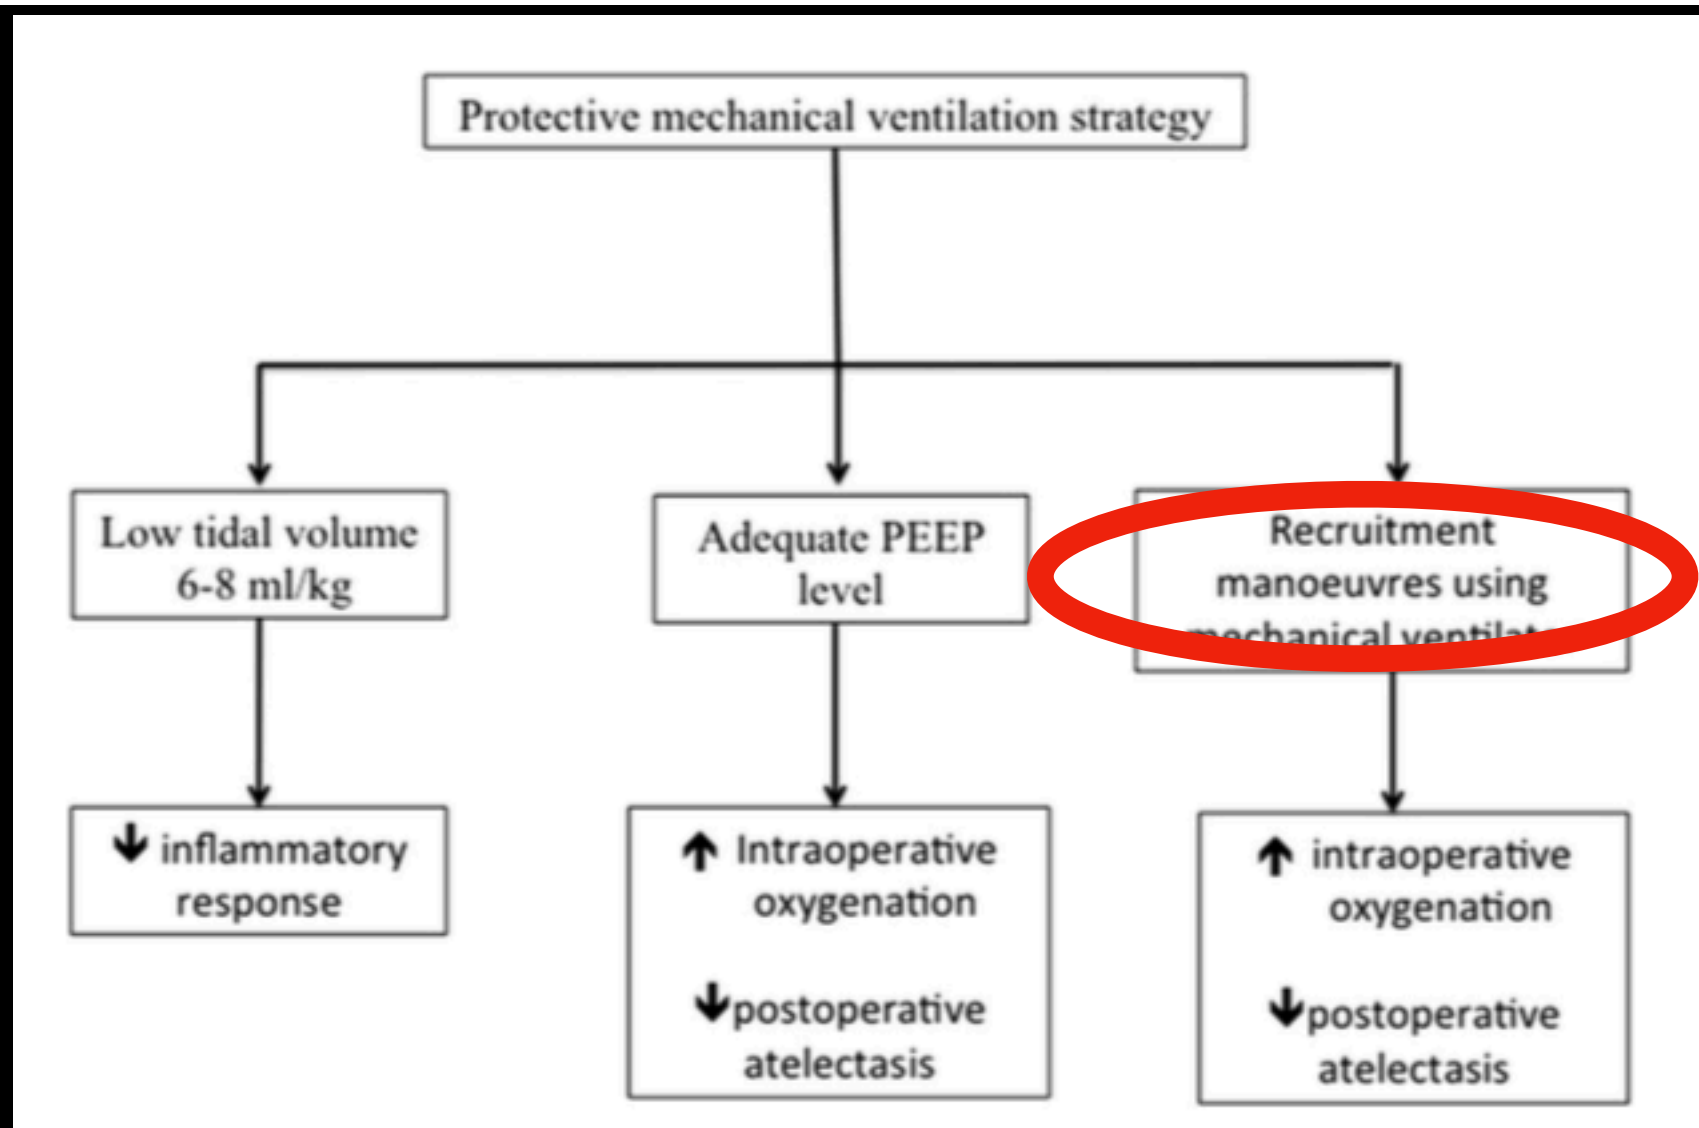 Protective mechanical ventilation strategy
Low tidal volume
6-8 ml/kg
Adequate PEEP
level
Recruitment
manoeuvres using
mechanical
inflammatory
response
Intraoperative
oxygenation
postoperative
atelectasis
intraoperative
oxygenation
postoperative
atelectasis